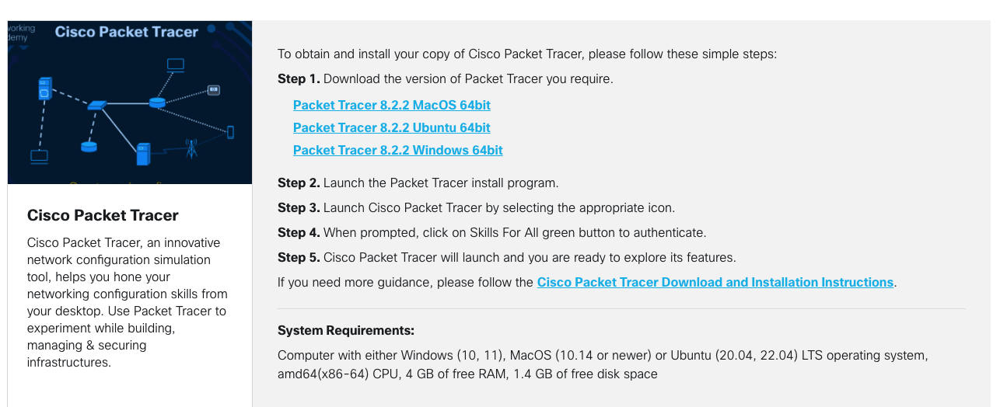 Cisco Packet Tracer
To obtain and install your copy of Cisco Packet Tracer, please follow these simple steps:
Step 1. Download the version of Packet Tracer you require.
Packet Tracer 8.2.2 MacOS 64bit
Packet Tracer 8.2.2 Ubuntu 64bit
Packet Tracer 8.2.2 Windows 64bit
Step 2. Launch the Packet Tracer install program.
Step 3. Launch Cisco Packet Tracer by selecting the appropriate icon.
Step 4. When prompted, click on Skills For All green button to authenticate.
Step 5. Cisco Packet Tracer will launch and you are ready to explore its features.
If you need more guidance, please follow the Cisco Packet Tracer Download and Installation Instructions.
System Requirements:
Computer with either Windows (10, 11), MacOS (10.14 or newer) or Ubuntu (20.04, 22.04) LTS operating system,
amd64(x86-64) CPU, 4 GB of free RAM, 1.4 GB of free disk space
Cisco Packet Tracer
Cisco Packet Tracer, an innovative
network configuration simulation
tool, helps you hone your
networking configuration skills from
your desktop. Use Packet Tracer to
experiment while building,
managing & securing
infrastructures.